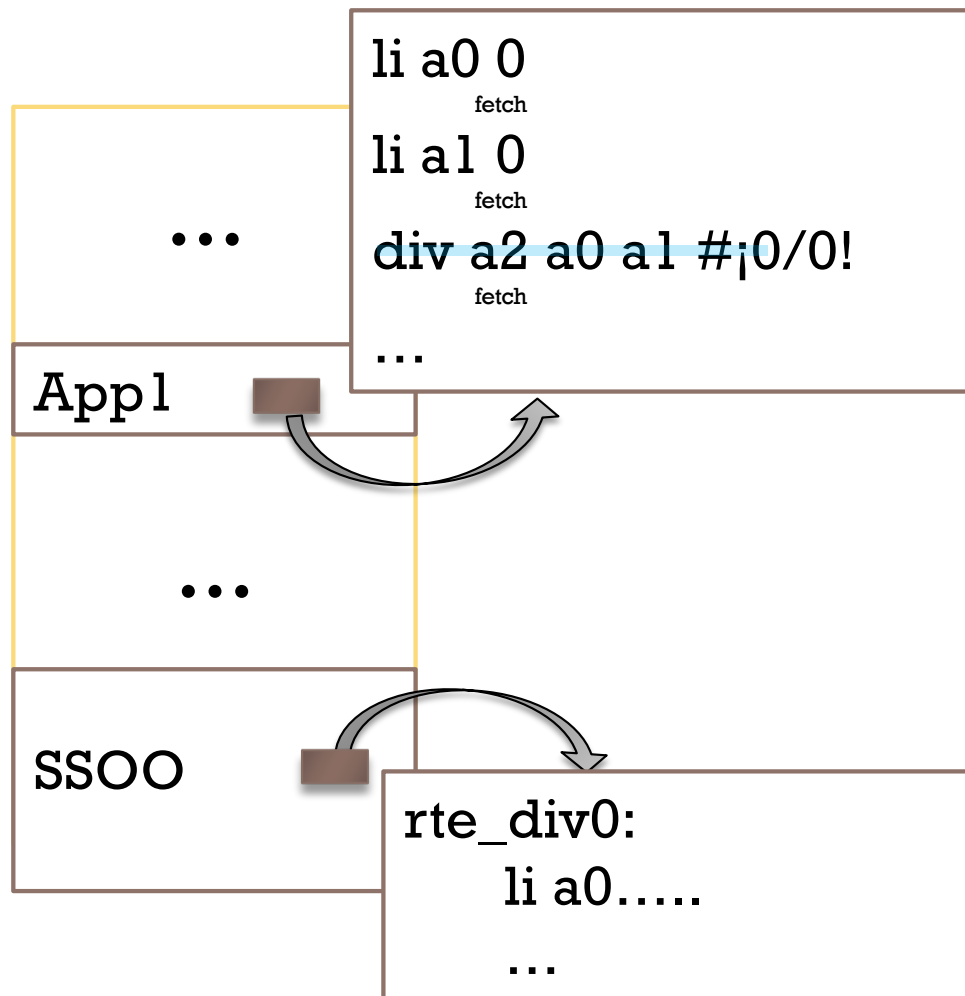 li a0 0
fetch
li a1 0
fetch
div a2 a0 a1 #¡0/0!
fetch
...
...
App1
...
SSOO
rte_div0:
li a0.....
...